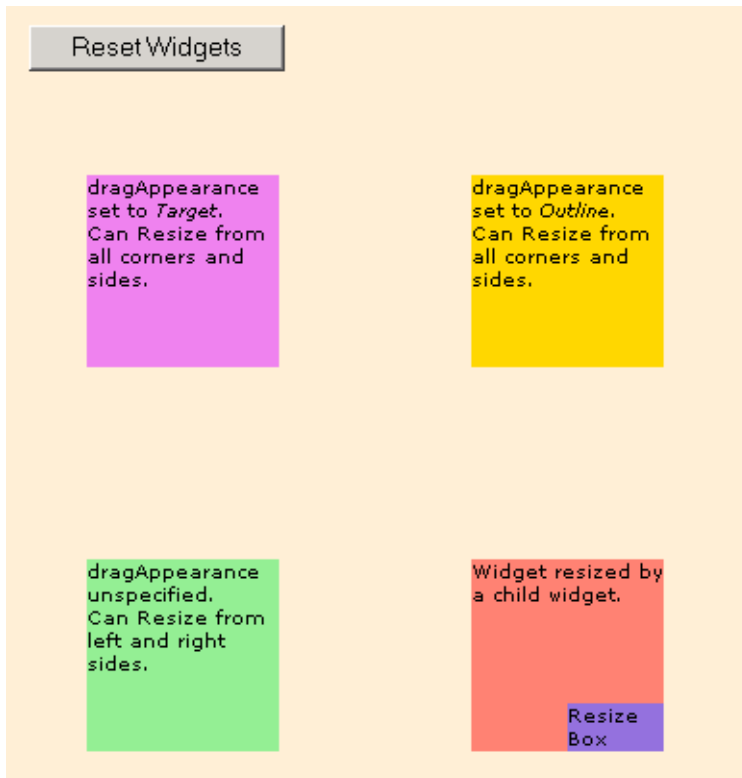 Reset Widgets
dragAppearance
set to Target.
Can Resize from
all corners and
sides.
dragAppearance
set to Outline.
Can Resize from
all corners and
sides.
dragAppearance
unspecified.
Can Resize from
left and right
sides.
Widget resized by
a child widget.
Resize
Box